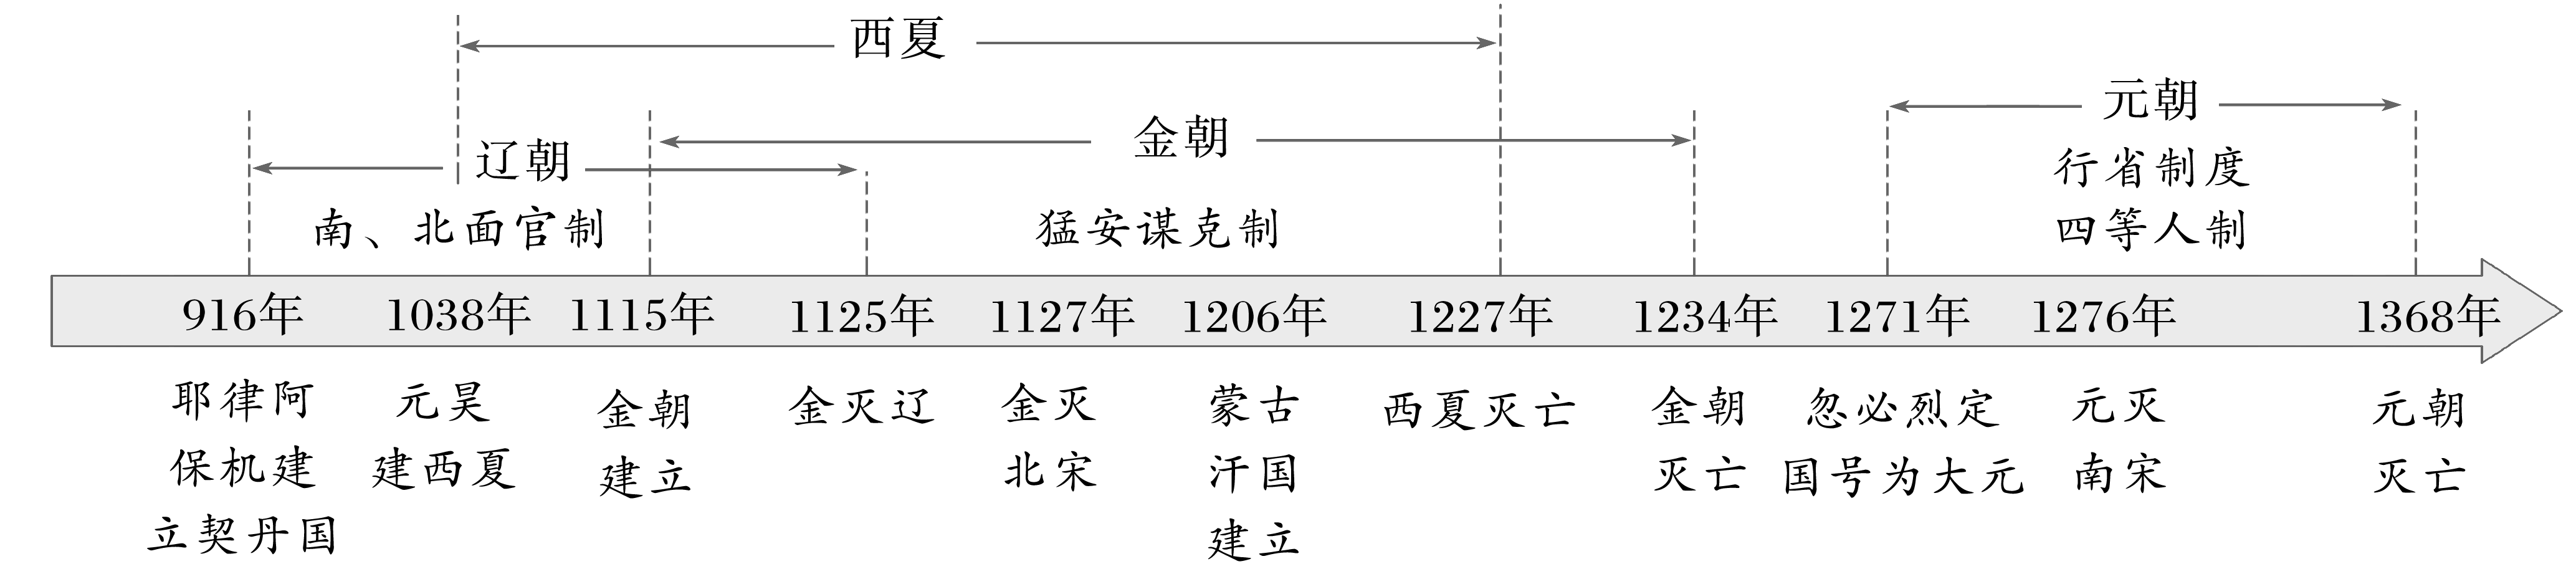 西夏
元朝
金朝
辽朝
行省制度
四等人制
南、北面官制
猛安谋克制
916年 1038年 1115年 1125年 1127年 1206年 1227年 1234年 1271年 1276年 1368年
耶律阿
保机建
立契丹国
元昊
建西夏
金朝
建立
金灭辽
金灭
北宋
蒙古
汗国
建立
西夏灭亡
金朝
灭亡
忽必烈定
国号为大元
元灭
南宋
元朝
灭亡